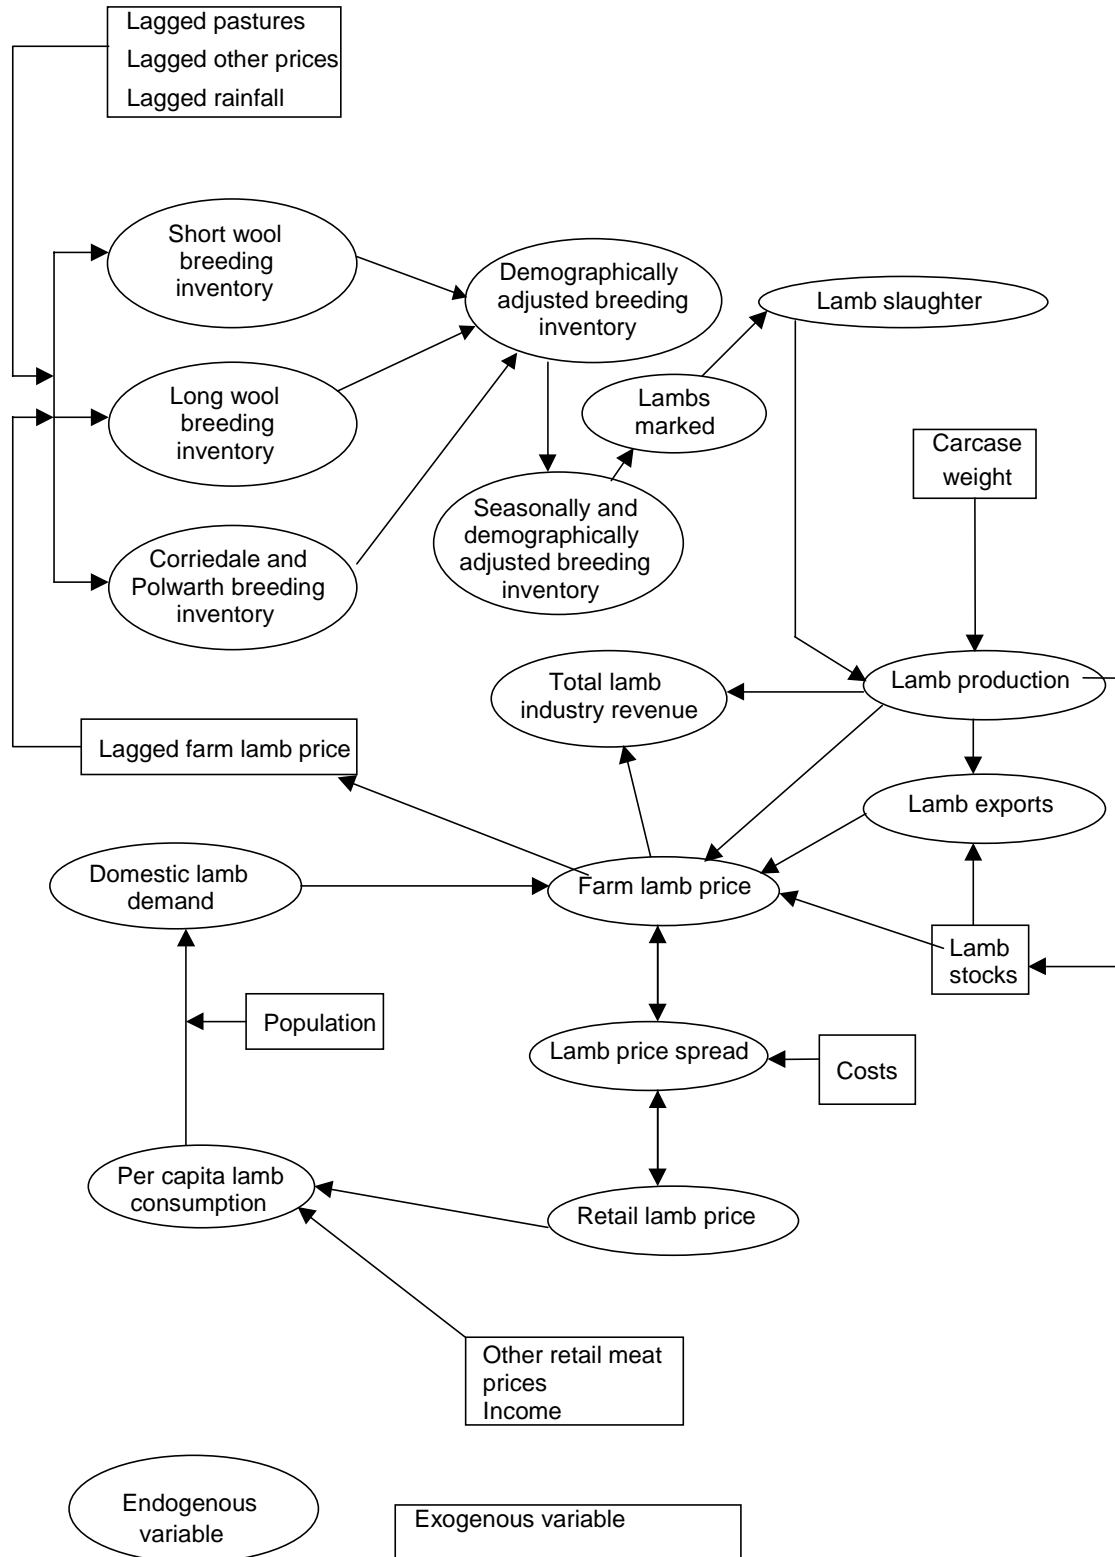 Lagged pastures
Lagged other prices
Lagged rainfall
Short wool
breeding
inventory
Demographically
adjusted breeding
inventory
Lamb slaughter
Long wool
breeding
inventory
Lambs
marked
Carcase
weight
Seasonally and
demographically
adjusted breeding
inventory
Corriedale and
Polwarth breeding
inventory
Total lamb
industry revenue
Lamb production
Lagged farm lamb price
Lamb exports
Domestic lamb
demand
Farm lamb price
Lamb
stocks
Population
Lamb price spread
Costs
Per capita lamb
consumption
Retail lamb price
Other retail meat
prices
Income
Endogenous
variable
Exogenous variable